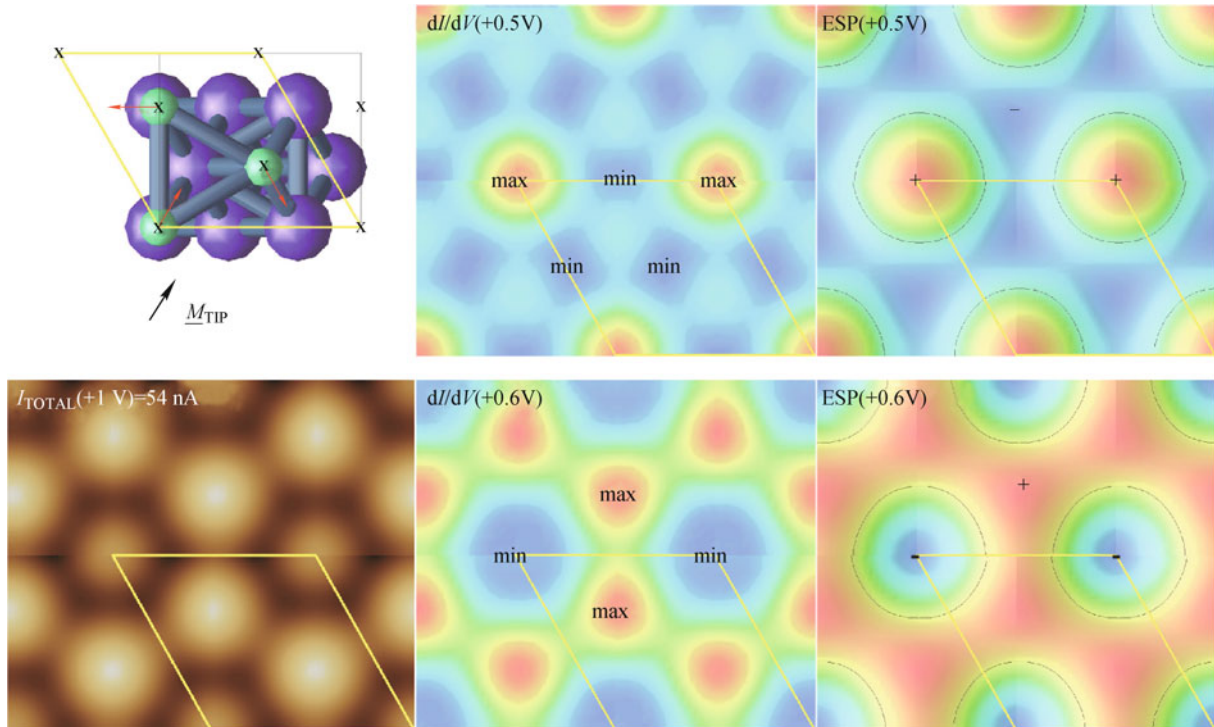 x x
x x
x
x x
M_TIP
dI/dV(+0.5V)
max min max
min min
ESP(+0.5V)
−
+ +
I_TOTAL(+1 V)=54 nA
dI/dV(+0.6V)
max
min min
max
ESP(+0.6V)
+
- -